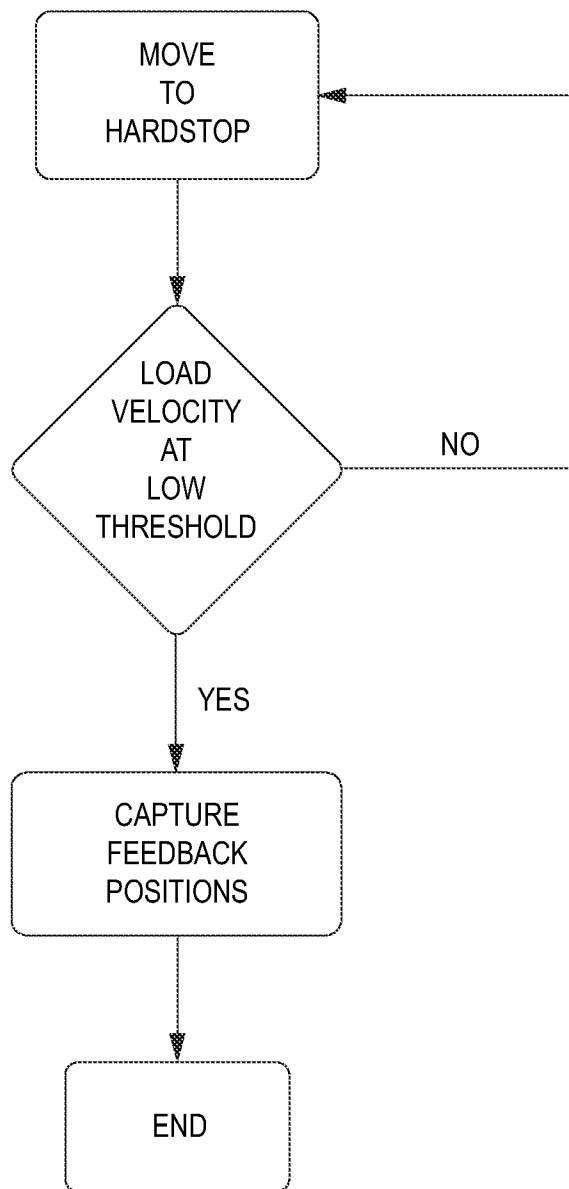 MOVE
TO
HARDSTOP
LOAD
VELOCITY
AT
LOW
THRESHOLD
NO
YES
CAPTURE
FEEDBACK
POSITIONS
END